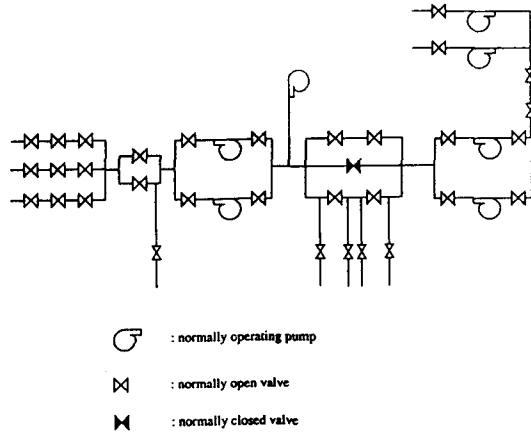 : normally operating pump
: normally open valve
: normally closed valve